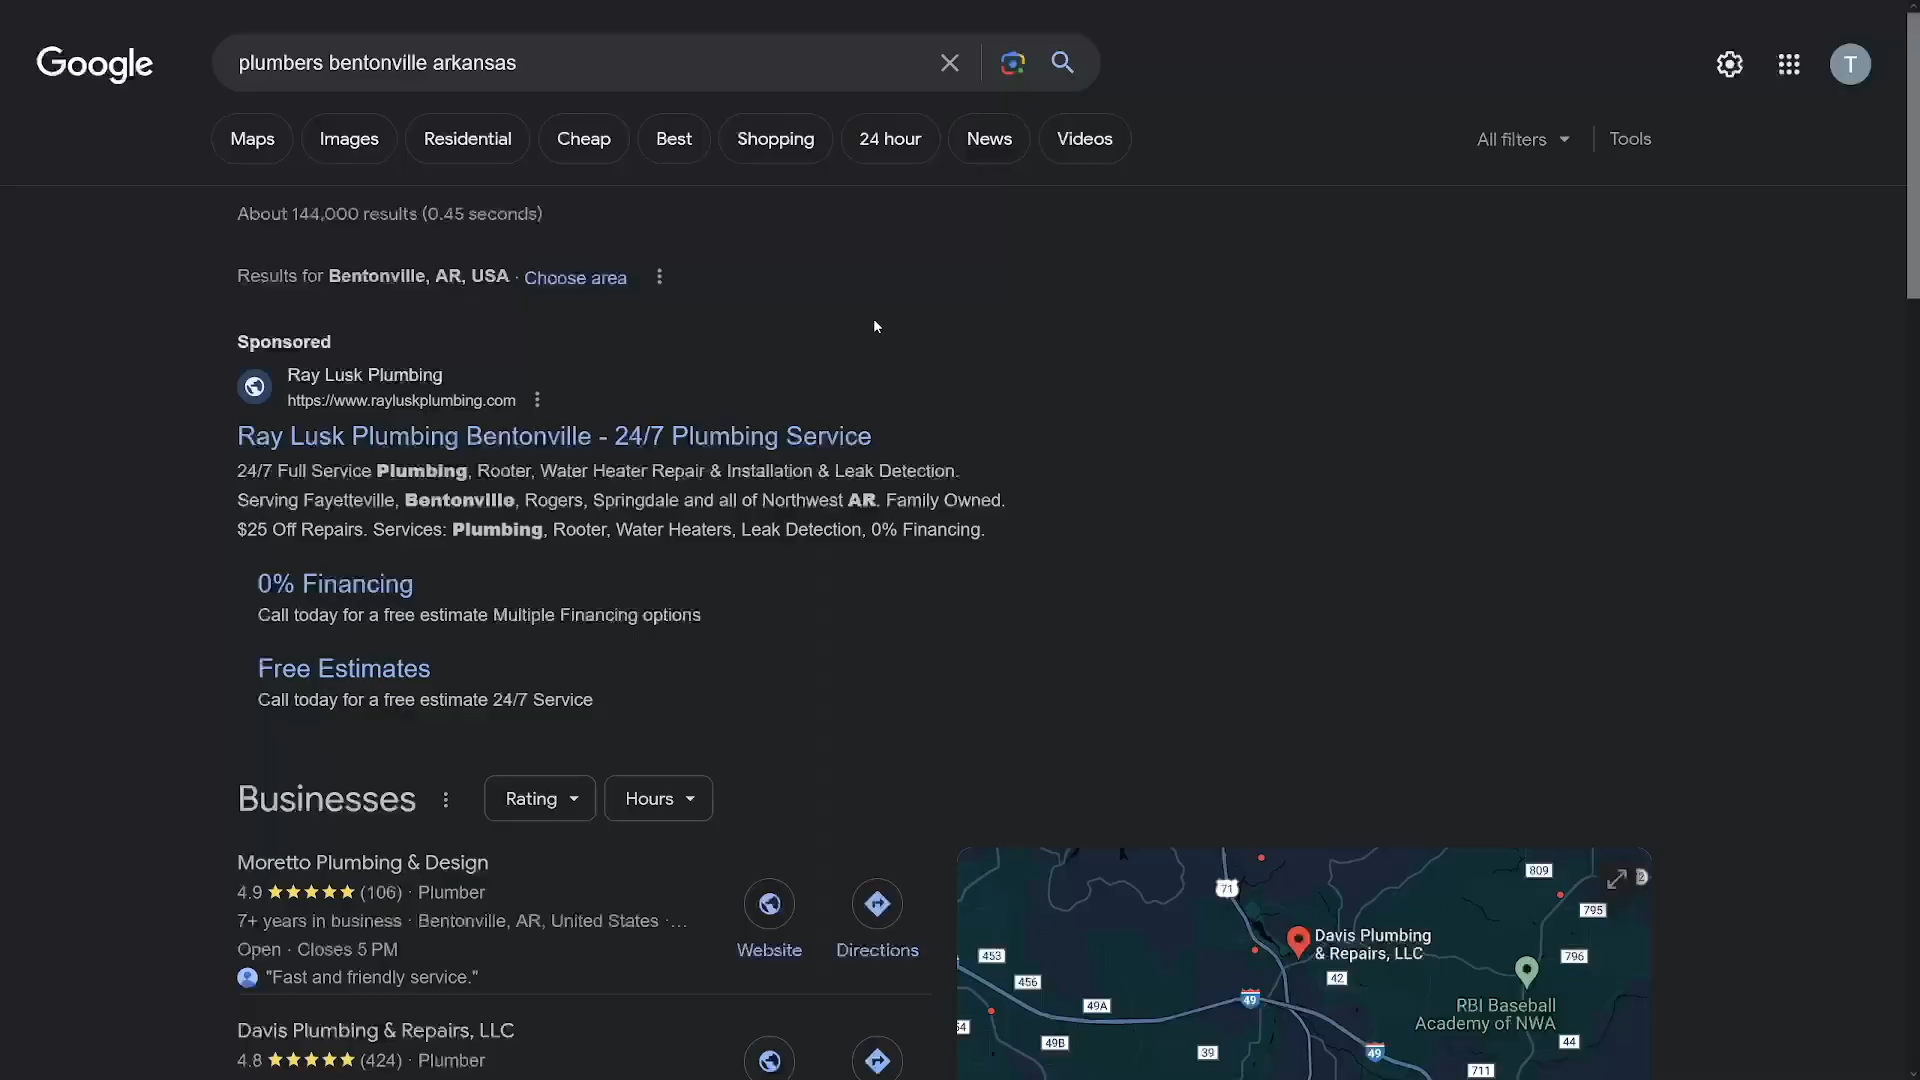 Google
plumbers bentonville arkansas
T
Maps
Images
Residential
Cheap
Best
Shopping
24 hour
News
Videos
All filters
Tools
About 144,000 results (0.45 seconds)
Results for Bentonville, AR, USA · Choose area
Sponsored
Ray Lusk Plumbing
https://www.rayluskplumbing.com
Ray Lusk Plumbing Bentonville - 24/7 Plumbing Service
24/7 Full Service Plumbing, Rooter, Water Heater Repair & Installation & Leak Detection.
Serving Fayetteville, Bentonville, Rogers, Springdale and all of Northwest AR. Family Owned.
$25 Off Repairs. Services: Plumbing, Rooter, Water Heaters, Leak Detection, 0% Financing.
0% Financing
Call today for a free estimate Multiple Financing options
Free Estimates
Call today for a free estimate 24/7 Service
Businesses
Rating
Hours
Moretto Plumbing & Design
4.9 ★★★★★ (106) · Plumber
7+ years in business · Bentonville, AR, United States · ...
Open · Closes 5 PM
"Fast and friendly service."
Website
Directions
Davis Plumbing & Repairs, LLC
4.8 ★★★★★ (424) · Plumber
71
809
795
Davis Plumbing
& Repairs, LLC
453
796
42
456
RBI Baseball
Academy of NWA
49A
49
49B
44
39
49
711